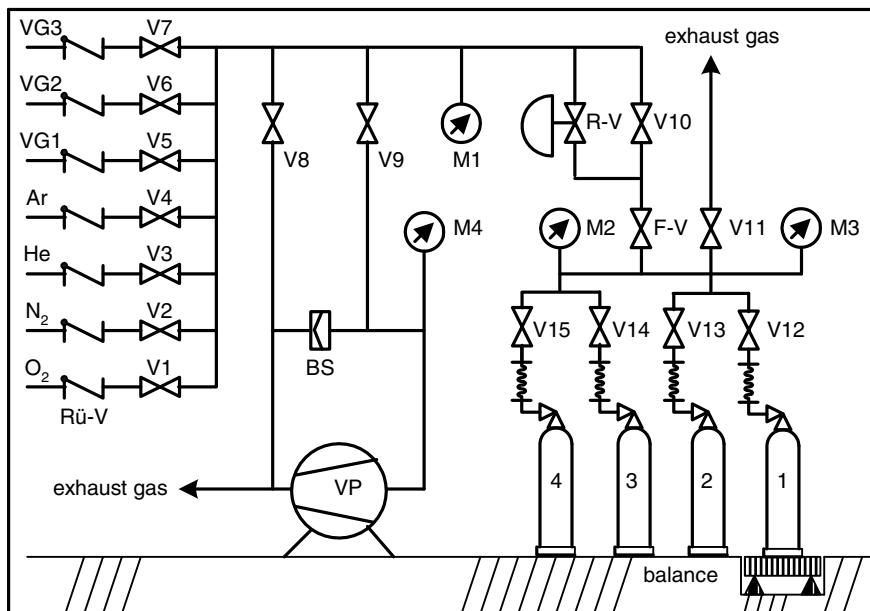 VG3 V7
exhaust gas
VG2 V6
R-V V10
VG1 V5
V8 V9 M1
Ar V4
M4 M2 F-V V11 M3
He V3
N₂ V2
V15 V14 V13 V12
O₂ V1
BS
Rü-V
exhaust gas VP 4 3 2 1
balance